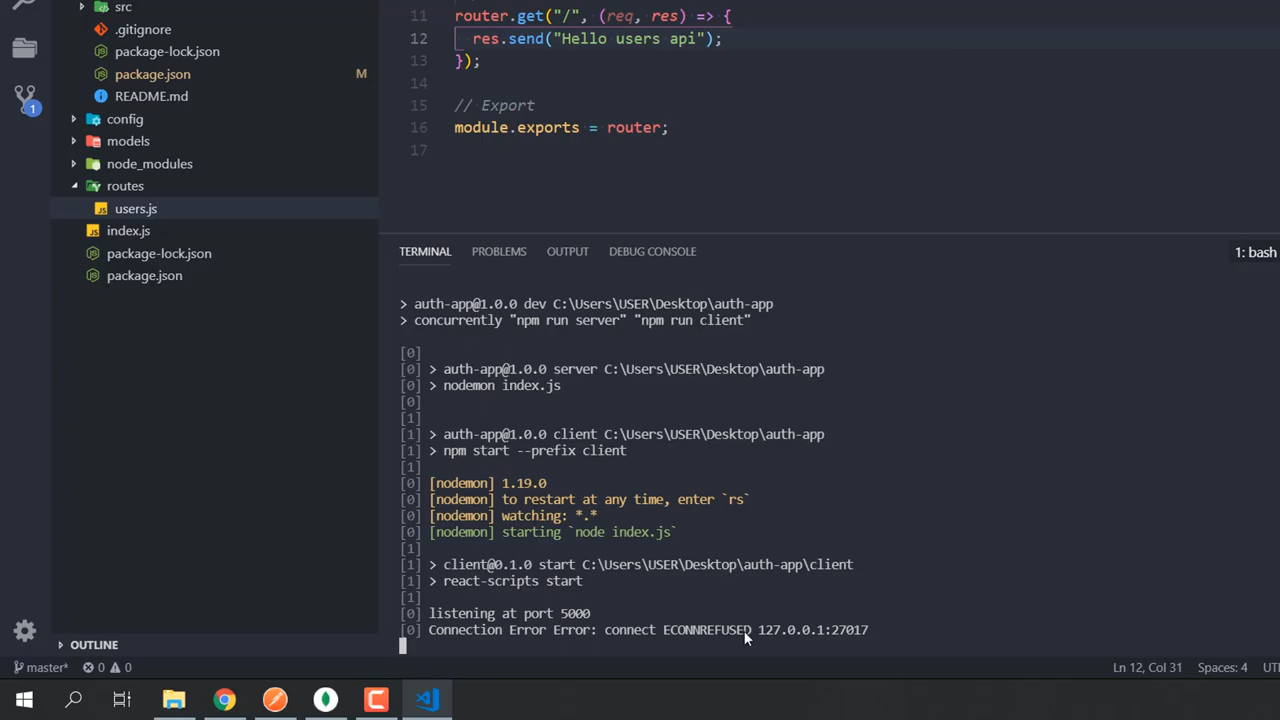 src
.gitignore
package-lock.json
package.json M
README.md
config
models
node_modules
routes
users.js
index.js
package-lock.json
package.json
OUTLINE
1
11 router.get("/", (req, res) => {
12 res.send("Hello users api");
13 });
14
15 // Export
16 module.exports = router;
17
TERMINAL PROBLEMS OUTPUT DEBUG CONSOLE 1: bash
> auth-app@1.0.0 dev C:\Users\USER\Desktop\auth-app
> concurrently "npm run server" "npm run client"
[0]
[0] > auth-app@1.0.0 server C:\Users\USER\Desktop\auth-app
[0] > nodemon index.js
[0]
[1]
[1] > auth-app@1.0.0 client C:\Users\USER\Desktop\auth-app
[1] > npm start --prefix client
[1]
[0] [nodemon] 1.19.0
[0] [nodemon] to restart at any time, enter `rs`
[0] [nodemon] watching: *.*
[0] [nodemon] starting `node index.js`
[1]
[1] > client@0.1.0 start C:\Users\USER\Desktop\auth-app\client
[1] > react-scripts start
[1]
[0] listening at port 5000
[0] Connection Error Error: connect ECONNREFUSED 127.0.0.1:27017
master* 0 0 Ln 12, Col 31 Spaces: 4 UT